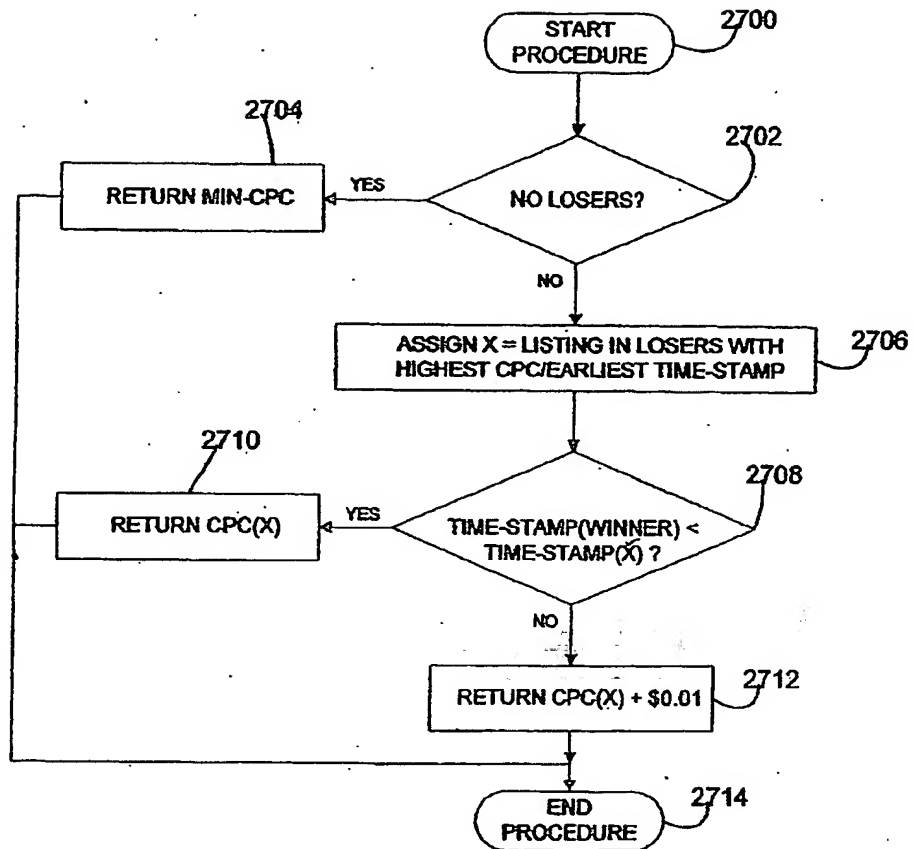 START
PROCEDURE
2700
2704
2702
RETURN MIN-CPC
YES
NO LOSERS?
NO
2706
ASSIGN X = LISTING IN LOSERS WITH
HIGHEST CPC/EARLIEST TIME-STAMP
2710
2708
RETURN CPC(X)
YES
TIME-STAMP(WINNER) <
TIME-STAMP(X) ?
NO
2712
RETURN CPC(X) + $0.01
END
PROCEDURE
2714